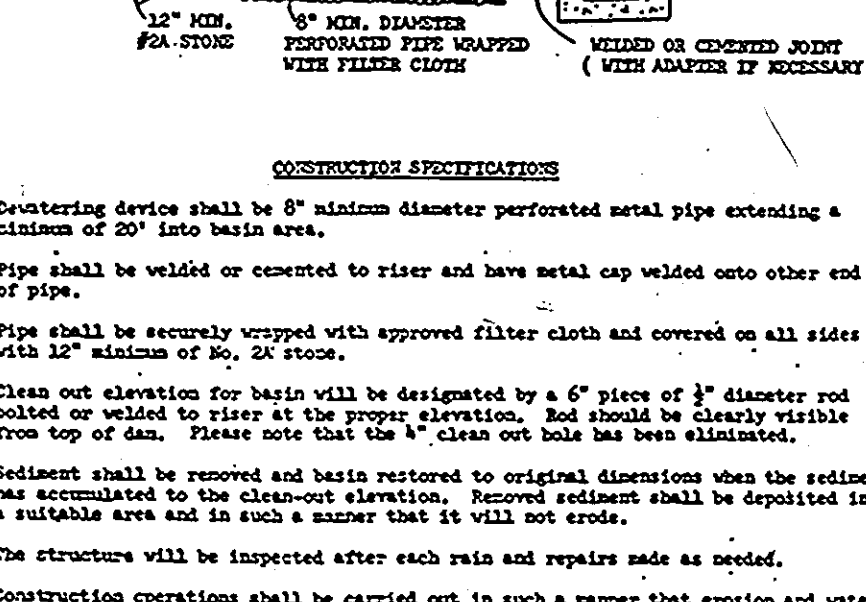 12" MIN.
#2A STONE
8" MIN. DIAMETER
PERFORATED PIPE WRAPPED
WITH FILTER CLOTH
WELDED OR CEMENTED JOINT
( WITH ADAPTER IF NECESSARY
CONSTRUCTION SPECIFICATIONS
Dewatering device shall be 8" minimum diameter perforated metal pipe extending a
minimum of 20' into basin area.
Pipe shall be welded or cemented to riser and have metal cap welded onto other end
of pipe.
Pipe shall be securely wrapped with approved filter cloth and covered on all sides
with 12" minimum of No. 2A stone.
Clean out elevation for basin will be designated by a 6" piece of ½" diameter rod
bolted or welded to riser at the proper elevation. Rod should be clearly visible
from top of dam. Please note that the 4" clean out hole has been eliminated.
Sediment shall be removed and basin restored to original dimensions when the sedime
has accumulated to the clean-out elevation. Removed sediment shall be deposited in
a suitable area and in such a manner that it will not erode.
The structure will be inspected after each rain and repairs made as needed.
Construction operations shall be carried out in such a manner that erosion and wate